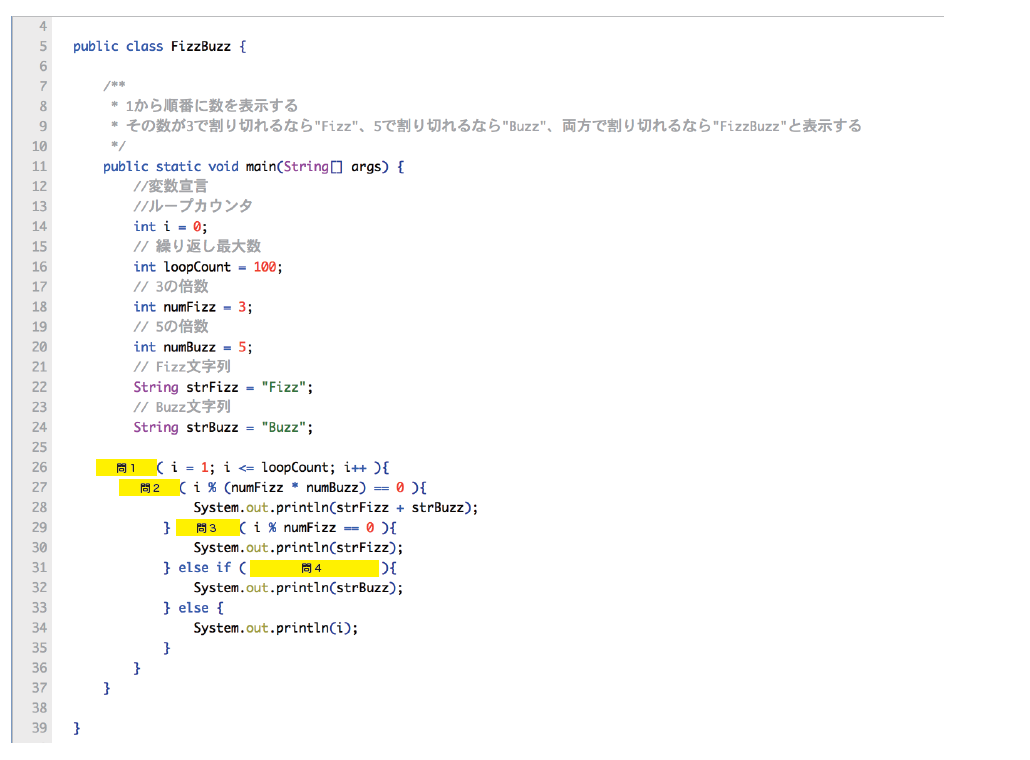 4
5 public class FizzBuzz {
6
7 /**
8 * 1から順番に数を表示する
9 * その数が3で割り切れるなら"Fizz"、5で割り切れるなら"Buzz"、両方で割り切れるなら"FizzBuzz"と表示する
10 */
11 public static void main(String[] args) {
12 //変数宣言
13 //ループカウンタ
14 int i = 0;
15 // 繰り返し最大数
16 int loopCount = 100;
17 // 3の倍数
18 int numFizz = 3;
19 // 5の倍数
20 int numBuzz = 5;
21 // Fizz文字列
22 String strFizz = "Fizz";
23 // Buzz文字列
24 String strBuzz = "Buzz";
25
26 問1 ( i = 1; i <= loopCount; i++ ){
27 問2 ( i % (numFizz * numBuzz) == 0 ){
28 System.out.println(strFizz + strBuzz);
29 } 問3 ( i % numFizz == 0 ){
30 System.out.println(strFizz);
31 } else if ( 問4 ){
32 System.out.println(strBuzz);
33 } else {
34 System.out.println(i);
35 }
36 }
37 }
38
39 }